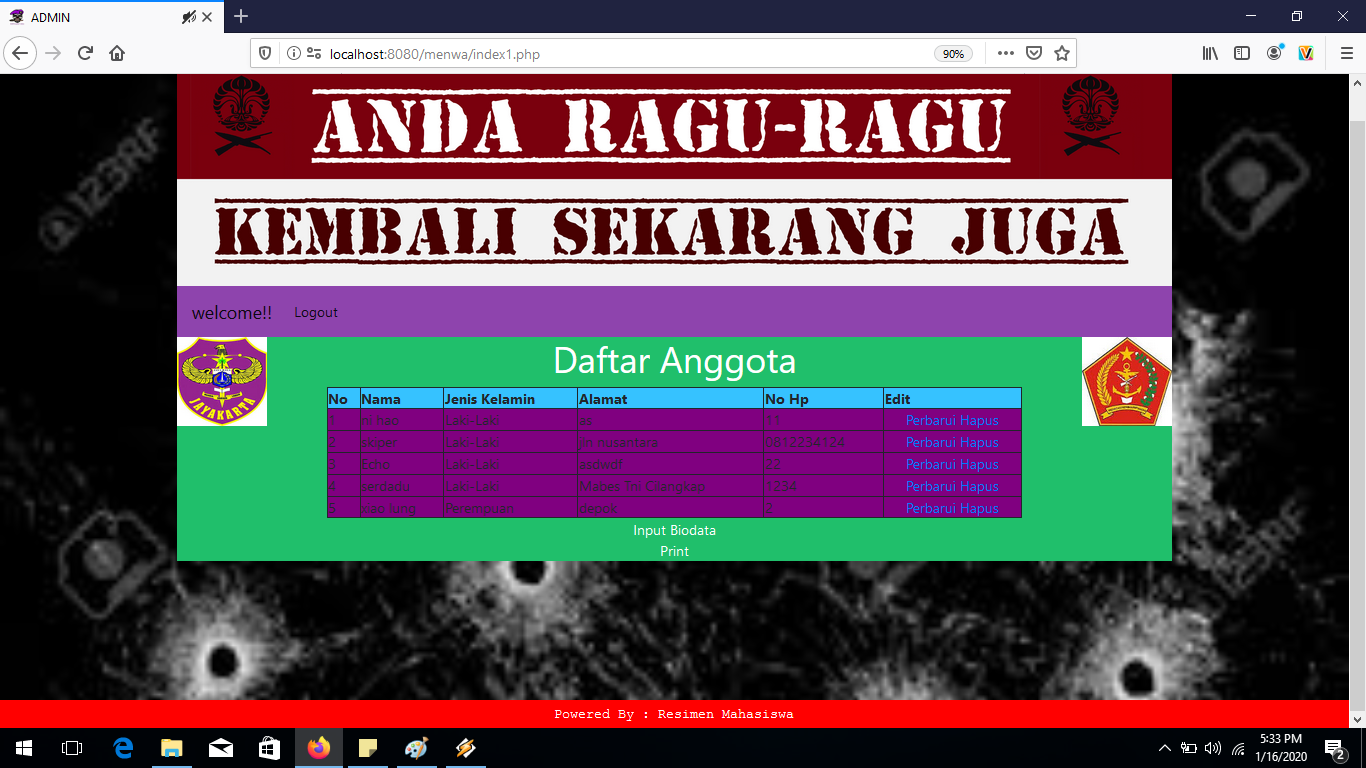 ADMIN
localhost:8080/menwa/index1.php
90%
ANDA RAGU-RAGU
KEMBALI SEKARANG JUGA
welcome!! Logout
JAYAKARTA
Daftar Anggota
No Nama Jenis Kelamin Alamat No Hp Edit
1 ni hao Laki-Laki as 11 Perbarui Hapus
2 skiper Laki-Laki jln nusantara 0812234124 Perbarui Hapus
3 Echo Laki-Laki asdwdf 22 Perbarui Hapus
4 serdadu Laki-Laki Mabes Tni Cilangkap 1234 Perbarui Hapus
5 xiao lung Perempuan depok 2 Perbarui Hapus
Input Biodata
Print
©123RF
Powered By : Resimen Mahasiswa
5:33 PM
1/16/2020
2